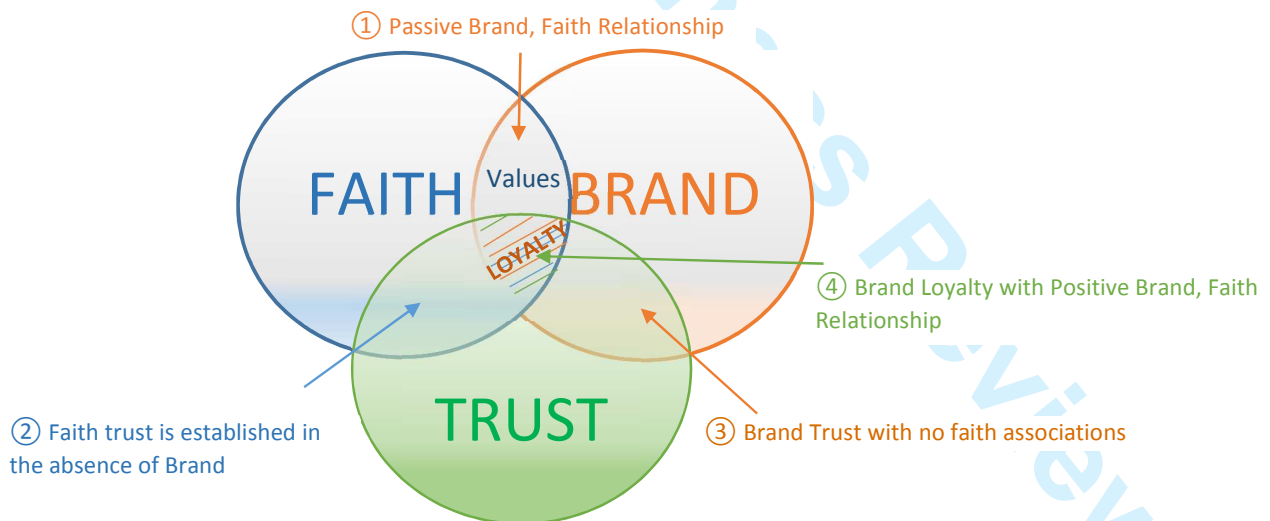 ① Passive Brand, Faith Relationship
FAITH
Values
BRAND
LOYALTY
④ Brand Loyalty with Positive Brand, Faith
Relationship
TRUST
② Faith trust is established in
the absence of Brand
③ Brand Trust with no faith associations
s Review